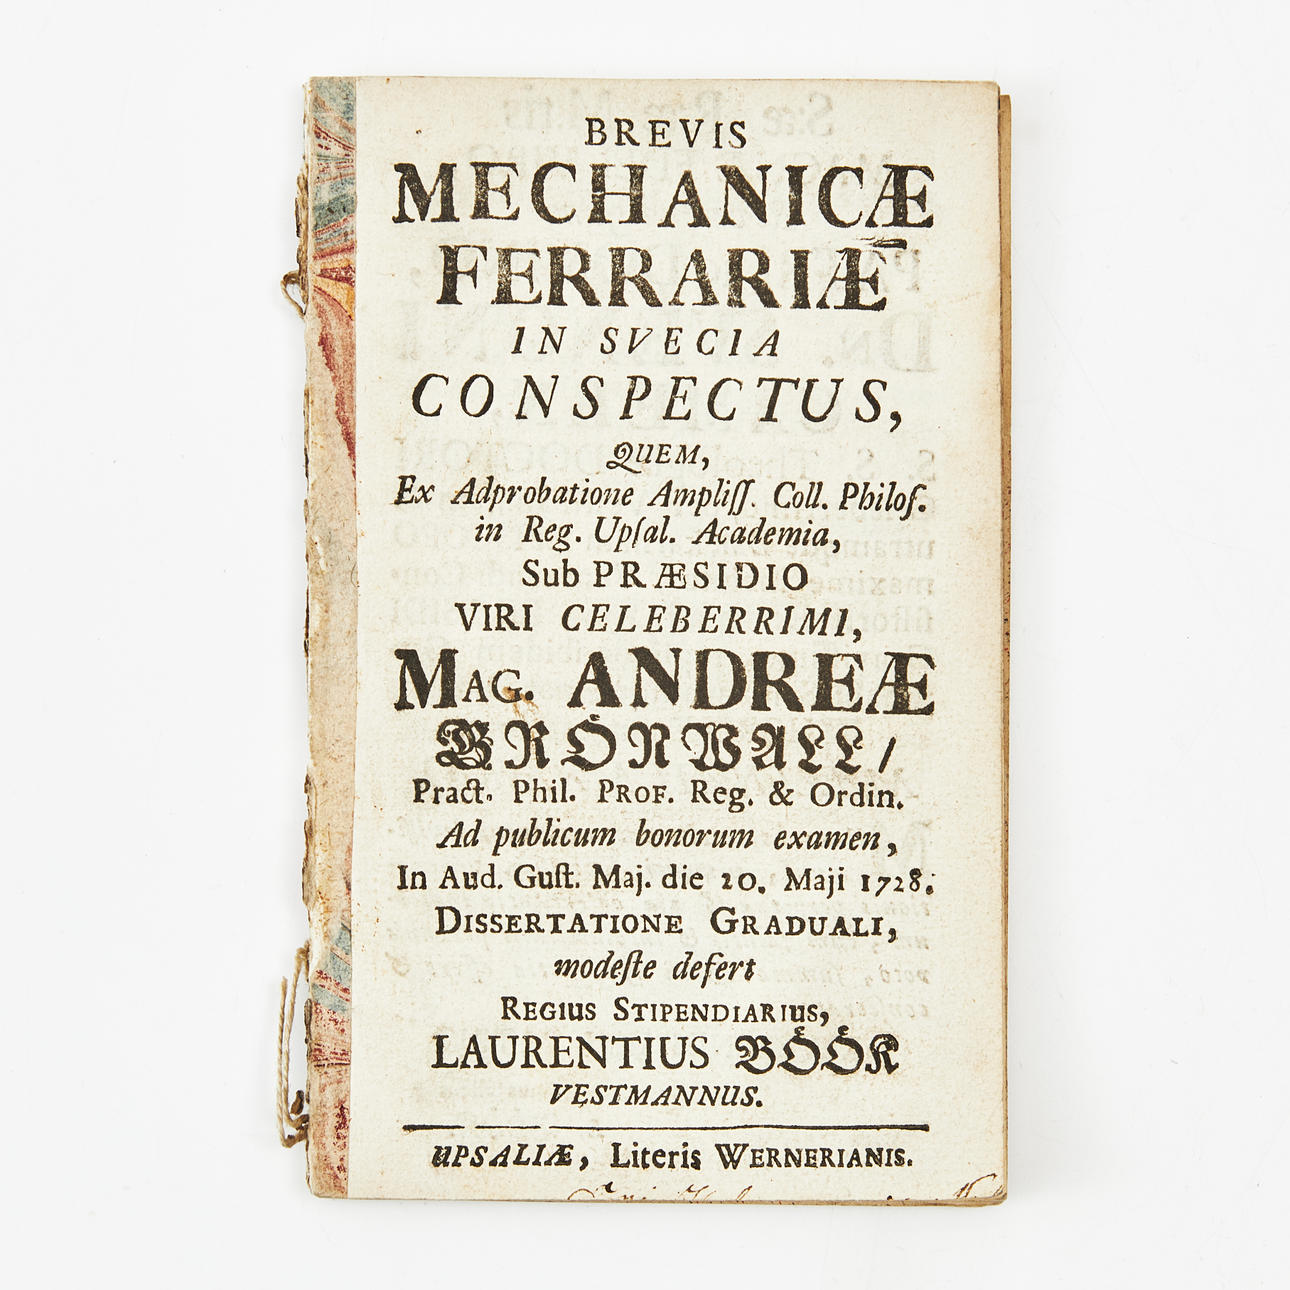 BREVIS
MECHANICÆ
FERRARIÆ
IN SVECIA
CONSPECTUS,
QUEM,
Ex Adprobatione Ampliſſ. Coll. Philoſ.
in Reg. Upſal. Academia,
Sub PRÆSIDIO
VIRI CELEBERRIMI,
MAG. ANDREÆ
GRÖNWALL/
Pract. Phil. PROF. Reg. & Ordin.
Ad publicum bonorum examen,
In Aud. Guſt. Maj. die 20. Maji 1728.
DISSERTATIONE GRADUALI,
modeſte defert
REGIUS STIPENDIARIUS,
LAURENTIUS BÖÖK
VESTMANNUS.
UPSALIÆ, Literis WERNERIANIS.